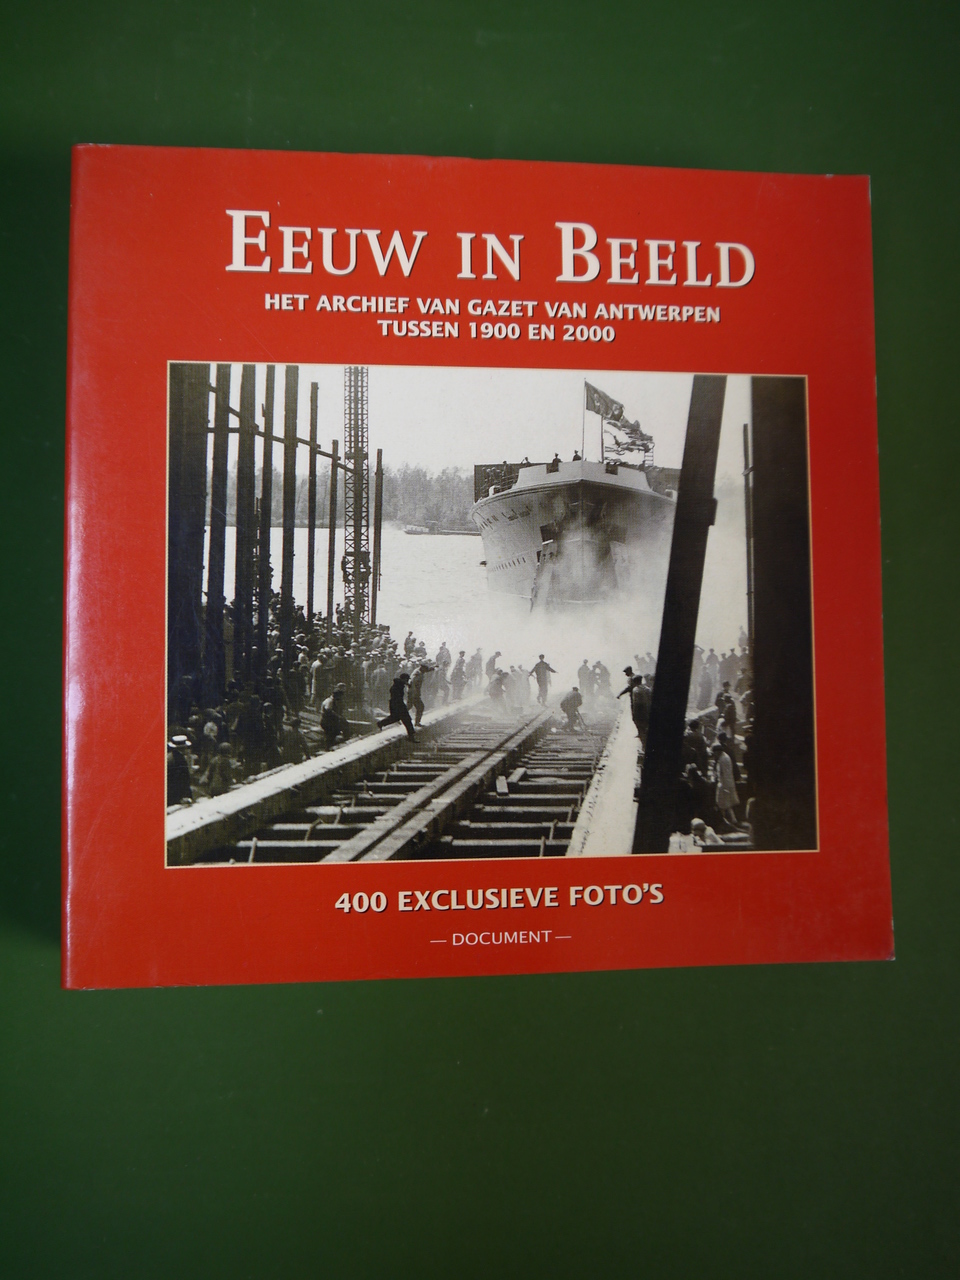 EEUW IN BEELD
HET ARCHIEF VAN GAZET VAN ANTWERPEN
TUSSEN 1900 EN 2000
400 EXCLUSIEVE FOTO'S
— DOCUMENT —